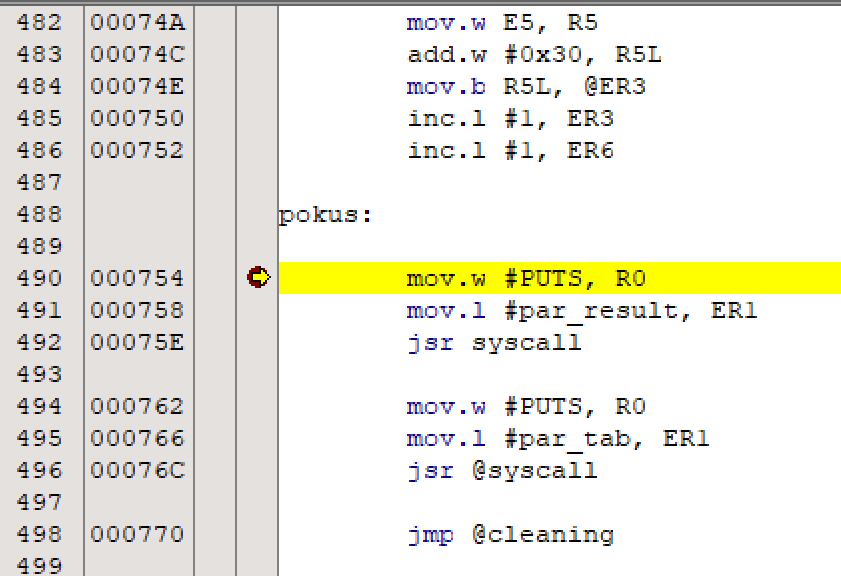 482 00074A mov.w E5, R5
483 00074C add.w #0x30, R5L
484 00074E mov.b R5L, @ER3
485 000750 inc.l #1, ER3
486 000752 inc.l #1, ER6
487
488 pokus:
489
490 000754 mov.w #PUTS, R0
491 000758 mov.l #par_result, ER1
492 00075E jsr syscall
493
494 000762 mov.w #PUTS, R0
495 000766 mov.l #par_tab, ER1
496 00076C jsr @syscall
497
498 000770 jmp @cleaning
499